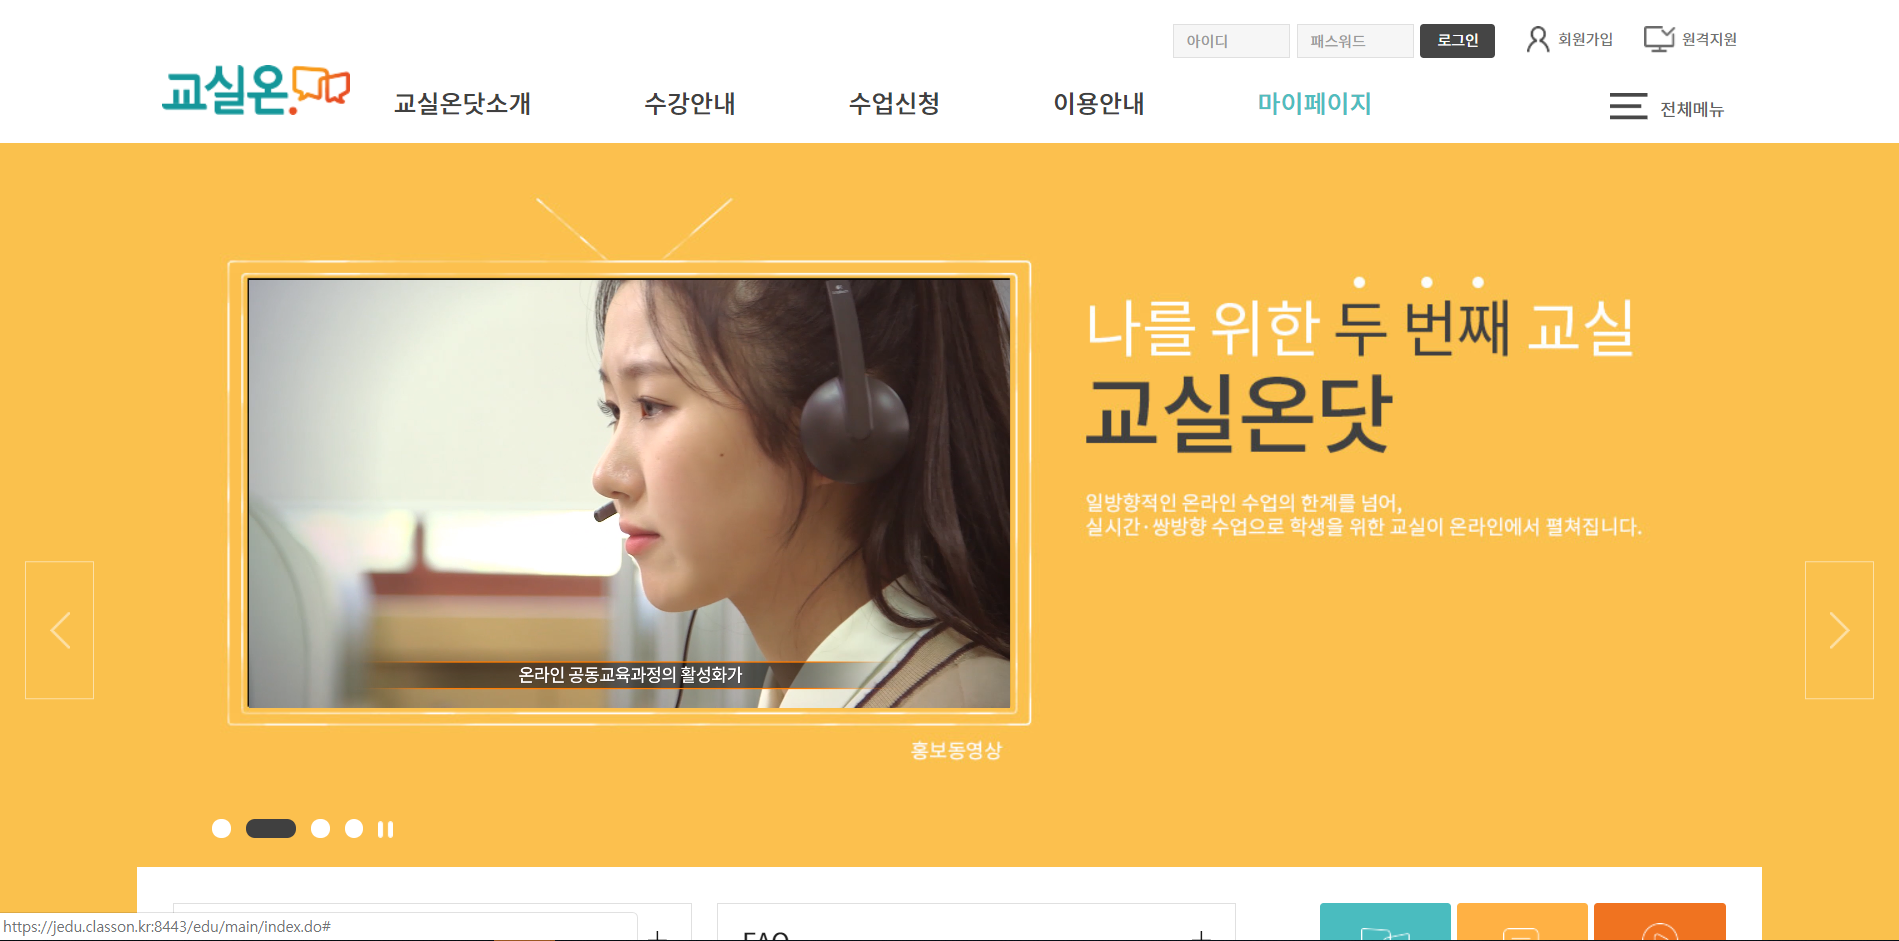 아이디
패스워드
로그인
회원가입
원격지원
교실온.
교실온닷소개
수강안내
수업신청
이용안내
마이페이지
전체메뉴
나를 위한 두 번째 교실
교실온닷
일방향적인 온라인 수업의 한계를 넘어,
실시간·쌍방향 수업으로 학생을 위한 교실이 온라인에서 펼쳐집니다.
온라인 공동교육과정의 활성화가
홍보동영상
FAQ
https://jedu.classon.kr:8443/edu/main/index.do#